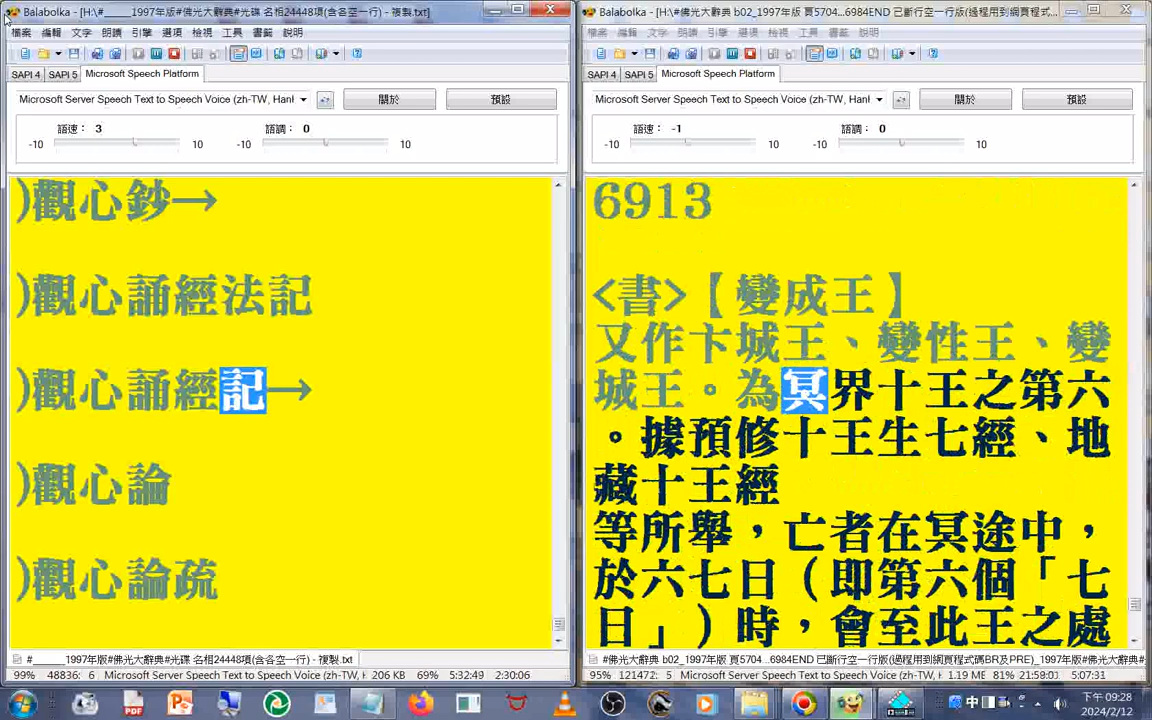 Balabolka - [H:\#_____1997年版#佛光大辭典#光碟 名相24448項(含各空一行) - 複製.txt]
檔案 編輯 文字 朗讀 引擎 選項 檢視 工具 書籤 說明
SAPI 4 SAPI 5 Microsoft Speech Platform
Microsoft Server Speech Text to Speech Voice (zh-TW, HanI
關於
預設
語速： 3
語調： 0
-10 10 -10 10
)觀心鈔→
)觀心誦經法記
)觀心誦經記→
)觀心論
)觀心論疏
#_____1997年版#佛光大辭典#光碟 名相24448項(含各空一行) - 複製.txt
99% 48836: 6 Microsoft Server Speech Text to Speech Voice (zh-TW, H 206 KB 69% 5:32:49 2:30:06
Balabolka - [H:\#佛光大辭典 b02_1997年版 頁5704...6984END 已斷行空一行版(過程用到網頁程式...
檔案 編輯 文字 朗讀 引擎 選項 檢視 工具 書籤 說明
SAPI 4 SAPI 5 Microsoft Speech Platform
Microsoft Server Speech Text to Speech Voice (zh-TW, HanI
關於
預設
語速： -1
語調： 0
-10 10 -10 10
6913
<書>【變成王】
又作卞城王、變性王、變
城王。為冥界十王之第六
。據預修十王生七經、地
藏十王經
等所舉，亡者在冥途中，
於六七日（即第六個「七
日」）時，會至此王之處
#佛光大辭典 b02_1997年版 頁5704...6984END 已斷行空一行版(過程用到網頁程式碼BR及PRE)_1997年版#佛光大辭典#
95% 121472: 5 Microsoft Server Speech Text to Speech Voice (zh-TW, H 1.19 MB 81% 21:59:01 5:07:31
中
下午 09:28
2024/2/12